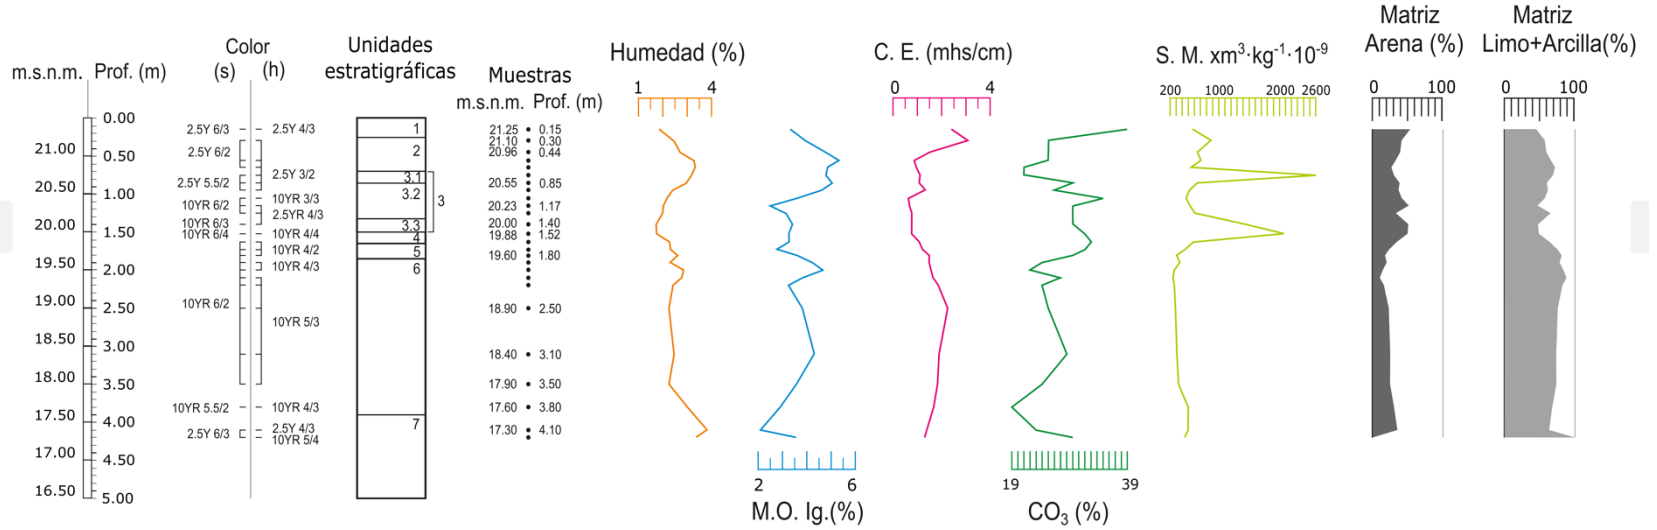 m.s.n.m. Prof. (m)
Color
(s) (h)
Unidades
estratigráficas
Muestras
m.s.n.m. Prof. (m)
Humedad (%)
1 4
C. E. (mhs/cm)
0 4
S. M. xm³·kg⁻¹·10⁻⁹
200 1000 2000 2600
Matriz
Arena (%)
0 100
Matriz
Limo+Arcilla(%)
0 100
21.00
20.50
20.00
19.50
19.00
18.50
18.00
17.50
17.00
16.50
0.00
0.50
1.00
1.50
2.00
2.50
3.00
3.50
4.00
4.50
5.00
2.5Y 6/3
2.5Y 6/2
2.5Y 5.5/2
10YR 6/2
10YR 6/3
10YR 6/4
10YR 6/2
10YR 5.5/2
2.5Y 6/3
2.5Y 4/3
2.5Y 3/2
10YR 3/3
2.5YR 4/3
10YR 4/4
10YR 4/2
10YR 4/3
10YR 5/3
10YR 4/3
2.5Y 4/3
10YR 5/4
1
2
3.1
3.2
3
3.3
4
5
6
7
21.25 0.15
21.10 0.30
20.96 0.44
20.55 0.85
20.23 1.17
20.00 1.40
19.88 1.52
19.60 1.80
18.90 2.50
18.40 3.10
17.90 3.50
17.60 3.80
17.30 4.10
2 6
M.O. Ig.(%)
19 39
CO₃ (%)